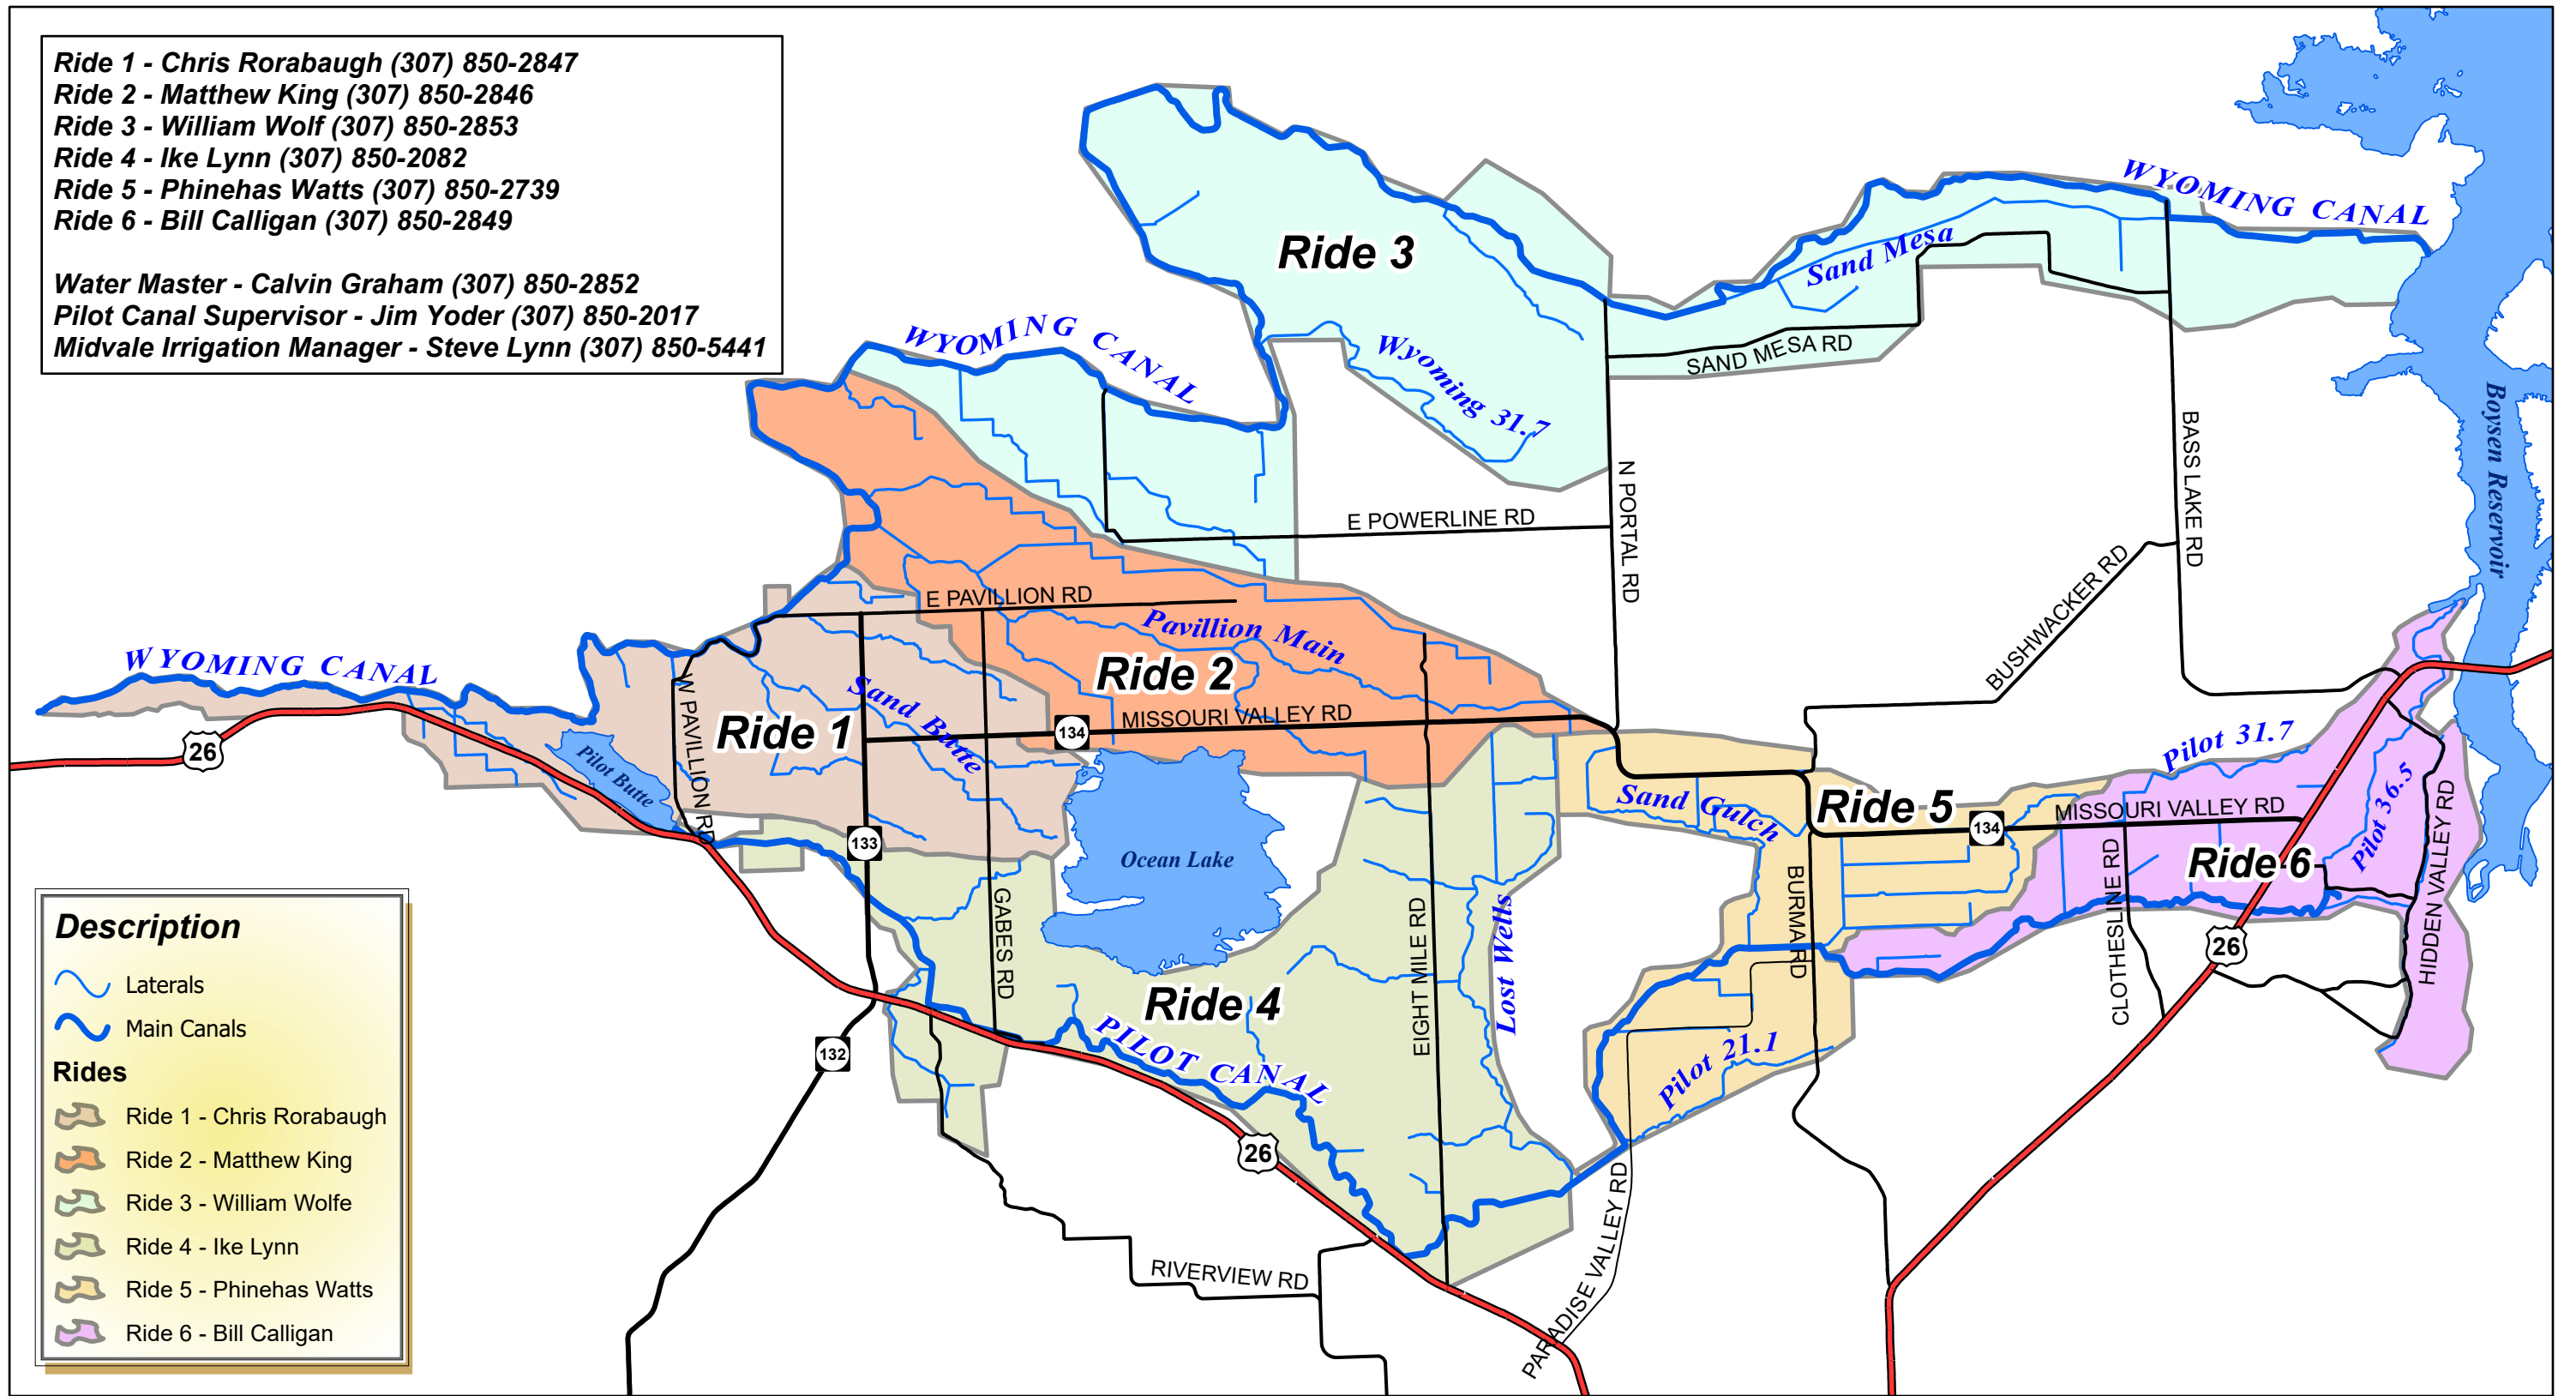 Ride 1 - Chris Rorabaugh (307) 850-2847
Ride 2 - Matthew King (307) 850-2846
Ride 3 - William Wolf (307) 850-2853
Ride 4 - Ike Lynn (307) 850-2082
Ride 5 - Phinehas Watts (307) 850-2739
Ride 6 - Bill Calligan (307) 850-2849
Water Master - Calvin Graham (307) 850-2852
Pilot Canal Supervisor - Jim Yoder (307) 850-2017
Midvale Irrigation Manager - Steve Lynn (307) 850-5441
WYOMING CANAL
Ride 3
Sand Mesa
WYOMING CANAL
Wyoming 31.7
SAND MESA RD
Boysen Reservoir
BASS LAKE RD
N PORTAL RD
E POWERLINE RD
BUSHWACKER RD
E PAVILLION RD
Pavillion Main
Ride 2
MISSOURI VALLEY RD
134
WYOMING CANAL
26
Pilot Butte
W PAVILLION RD
Ride 1
Sand Butte
133
Ocean Lake
Pilot 31.7
Sand Gulch
Ride 5
134
MISSOURI VALLEY RD
Pilot 36.5
Ride 6
HIDDEN VALLEY RD
CLOTHESLINE RD
BURMA RD
26
GABES RD
EIGHT MILE RD
Lost Wells
Ride 4
PILOT CANAL
Pilot 21.1
132
26
RIVERVIEW RD
PARADISE VALLEY RD
Description
Laterals
Main Canals
Rides
Ride 1 - Chris Rorabaugh
Ride 2 - Matthew King
Ride 3 - William Wolfe
Ride 4 - Ike Lynn
Ride 5 - Phinehas Watts
Ride 6 - Bill Calligan